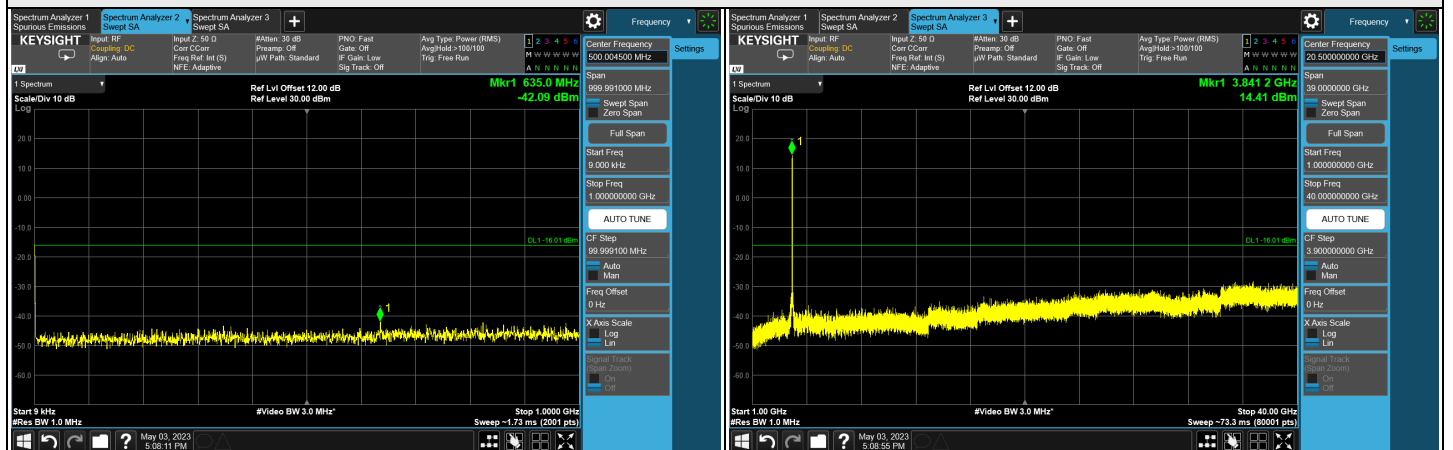 Spectrum Analyzer 1
Spurious Emissions
Spectrum Analyzer 2
Swept SA
Spectrum Analyzer 3
Swept SA
Frequency
KEYSIGHT
Input: RF
Coupling: DC
Align: Auto
Input Z: 50 Ω
Corr CCorr
Freq Ref: Int (S)
NFE: Adaptive
#Atten: 30 dB
Preamp: Off
µW Path: Standard
PNO: Fast
Gate: Off
IF Gain: Low
Sig Track: Off
Avg Type: Power (RMS)
Avg|Hold:>100/100
Trig: Free Run
1 2 3 4 5 6
M W W W W W
A N N N N N
LXI
1 Spectrum
Scale/Div 10 dB
Log
Ref Lvl Offset 12.00 dB
Ref Level 30.00 dBm
Mkr1 635.0 MHz
-42.09 dBm
20.0
10.0
0.00
-10.0
-20.0
-30.0
-40.0
-50.0
-60.0
1
DL1 -16.01 dBm
Start 9 kHz
#Res BW 1.0 MHz
#Video BW 3.0 MHz*
Stop 1.0000 GHz
Sweep ~1.73 ms (2001 pts)
Center Frequency
500.004500 MHz
Settings
Span
999.991000 MHz
Swept Span
Zero Span
Full Span
Start Freq
9.000 kHz
Stop Freq
1.000000000 GHz
AUTO TUNE
CF Step
99.999100 MHz
Auto
Man
Freq Offset
0 Hz
X Axis Scale
Log
Lin
Signal Track
(Span Zoom)
On
Off
?
May 03, 2023
5:08:11 PM
Spectrum Analyzer 1
Spurious Emissions
Spectrum Analyzer 2
Swept SA
Spectrum Analyzer 3
Swept SA
Frequency
KEYSIGHT
Input: RF
Coupling: DC
Align: Auto
Input Z: 50 Ω
Corr CCorr
Freq Ref: Int (S)
NFE: Adaptive
#Atten: 30 dB
Preamp: Off
µW Path: Standard
PNO: Fast
Gate: Off
IF Gain: Low
Sig Track: Off
Avg Type: Power (RMS)
Avg|Hold:>100/100
Trig: Free Run
1 2 3 4 5 6
M W W W W W
A N N N N N
LXI
1 Spectrum
Scale/Div 10 dB
Log
Ref Lvl Offset 12.00 dB
Ref Level 30.00 dBm
Mkr1 3.841 2 GHz
14.41 dBm
20.0
10.0
0.00
-10.0
-20.0
-30.0
-40.0
-50.0
-60.0
1
DL1 -16.01 dBm
Start 1.00 GHz
#Res BW 1.0 MHz
#Video BW 3.0 MHz*
Stop 40.00 GHz
Sweep ~73.3 ms (80001 pts)
Center Frequency
20.500000000 GHz
Settings
Span
39.0000000 GHz
Swept Span
Zero Span
Full Span
Start Freq
1.000000000 GHz
Stop Freq
40.000000000 GHz
AUTO TUNE
CF Step
3.900000000 GHz
Auto
Man
Freq Offset
0 Hz
X Axis Scale
Log
Lin
Signal Track
(Span Zoom)
On
Off
?
May 03, 2023
5:08:55 PM